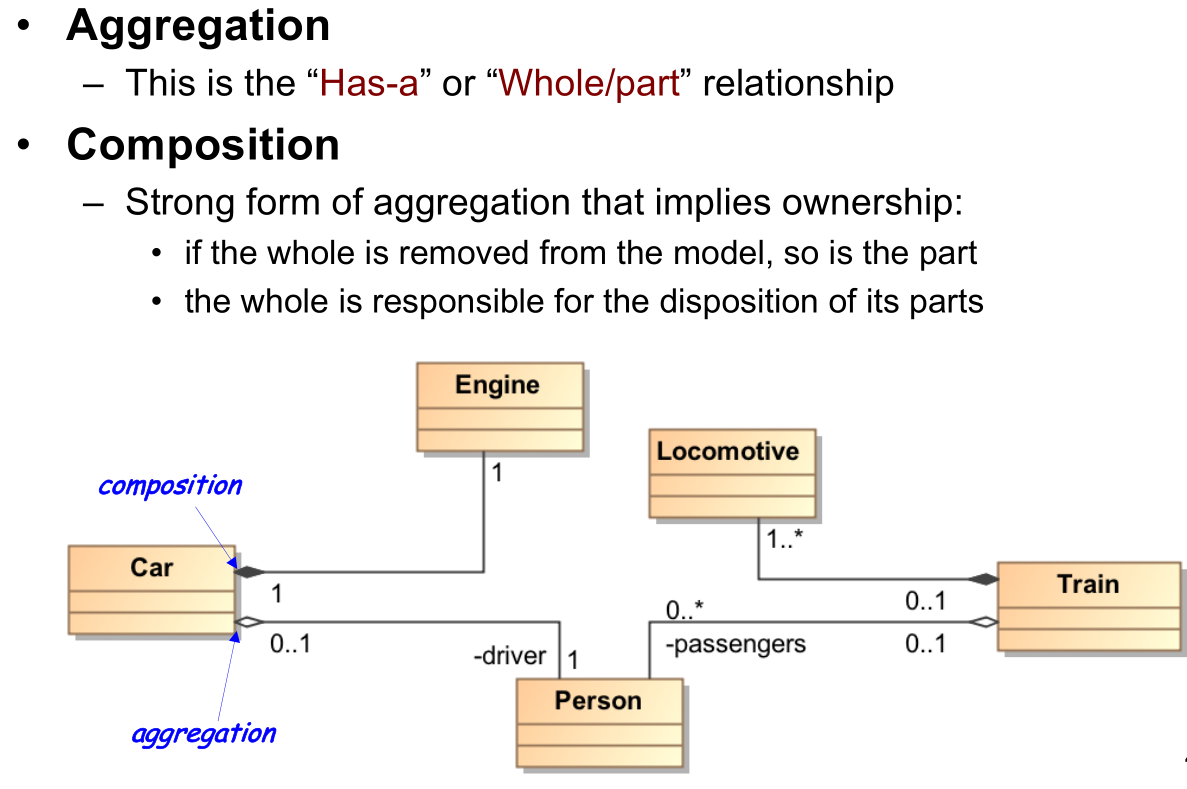 • Aggregation
– This is the “Has-a” or “Whole/part” relationship
• Composition
– Strong form of aggregation that implies ownership:
• if the whole is removed from the model, so is the part
• the whole is responsible for the disposition of its parts
Engine
Locomotive
1
composition
1..*
Car
Train
1
0..1
0..*
0..1
-driver
1
-passengers
0..1
Person
aggregation